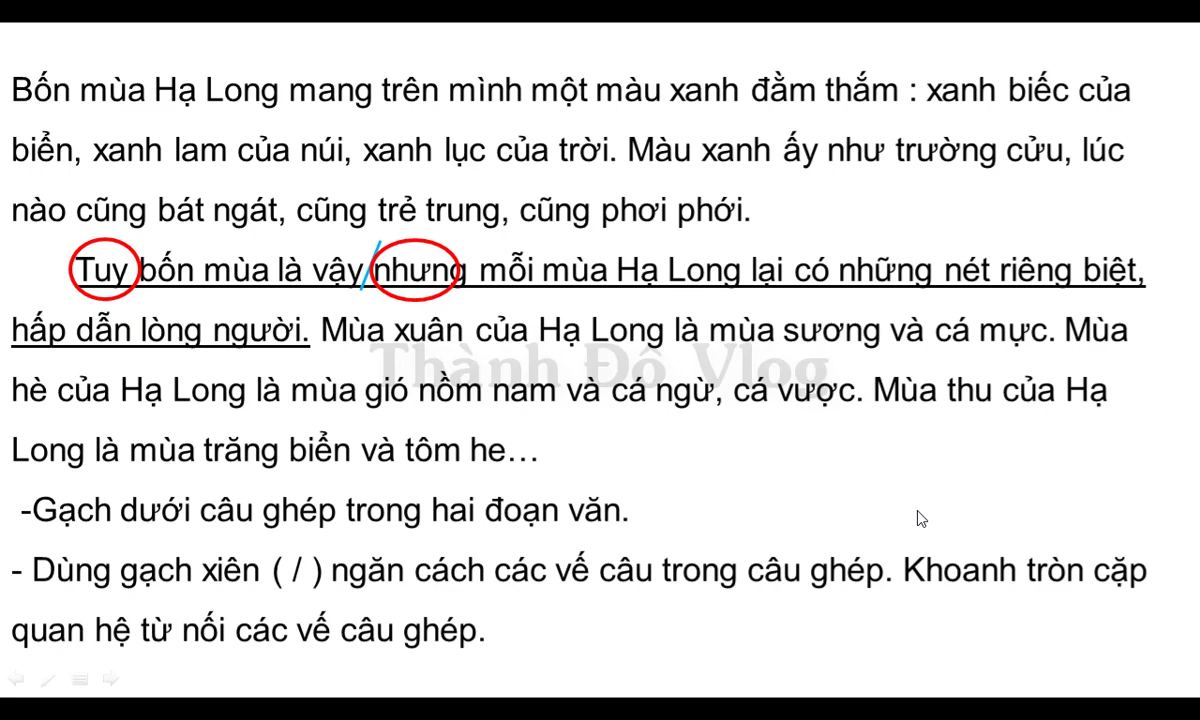 Bốn mùa Hạ Long mang trên mình một màu xanh đằm thắm : xanh biếc của
biển, xanh lam của núi, xanh lục của trời. Màu xanh ấy như trường cửu, lúc
nào cũng bát ngát, cũng trẻ trung, cũng phơi phới.
Tuy bốn mùa là vậy/ nhưng mỗi mùa Hạ Long lại có những nét riêng biệt,
hấp dẫn lòng người. Mùa xuân của Hạ Long là mùa sương và cá mực. Mùa
Thành Đô Vlog
hè của Hạ Long là mùa gió nồm nam và cá ngừ, cá vược. Mùa thu của Hạ
Long là mùa trăng biển và tôm he…
-Gạch dưới câu ghép trong hai đoạn văn.
- Dùng gạch xiên ( / ) ngăn cách các vế câu trong câu ghép. Khoanh tròn cặp
quan hệ từ nối các vế câu ghép.